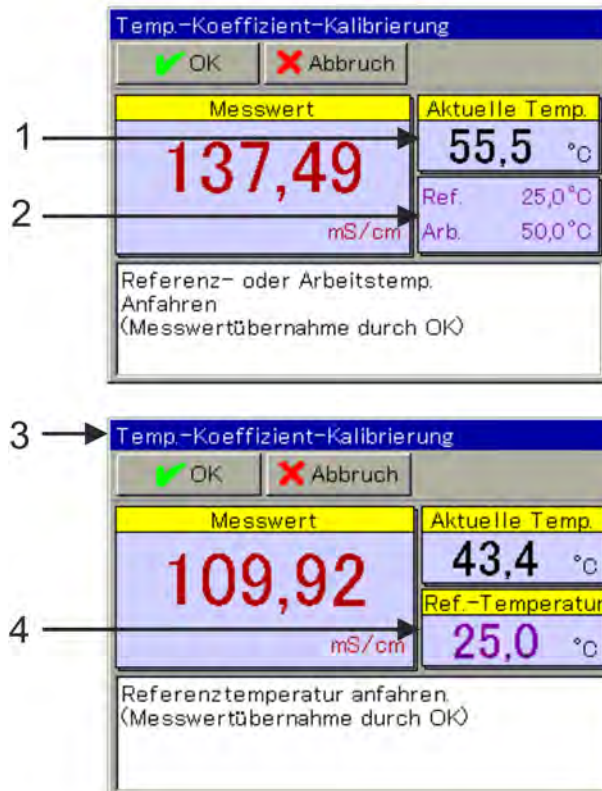 Temp.-Koeffizient-Kalibrierung
OK Abbruch
Messwert Aktuelle Temp.
1
137,49 55,5 °C
2
Ref. 25,0°C
mS/cm Arb. 50,0°C
Referenz- oder Arbeitstemp.
Anfahren
(Messwertübernahme durch OK)
3 Temp.-Koeffizient-Kalibrierung
OK Abbruch
Messwert Aktuelle Temp.
109,92 43,4 °C
Ref.-Temperatur
4 mS/cm 25,0 °C
Referenztemperatur anfahren.
(Messwertübernahme durch OK)